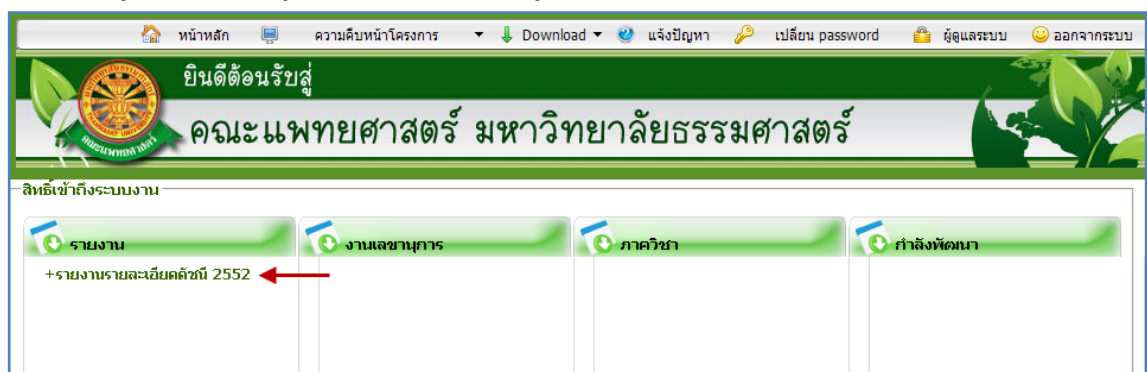 หน้าหลัก ความคืบหน้าโครงการ Download แจ้งปัญหา เปลี่ยน password ผู้ดูแลระบบ ออกจากระบบ
ยินดีต้อนรับสู่
คณะแพทยศาสตร์ มหาวิทยาลัยธรรมศาสตร์
สิทธิ์เข้าถึงระบบงาน
รายงาน งานเลขานุการ ภาควิชา กำลังพัฒนา
+รายงานรายละเอียดดัชนี 2552